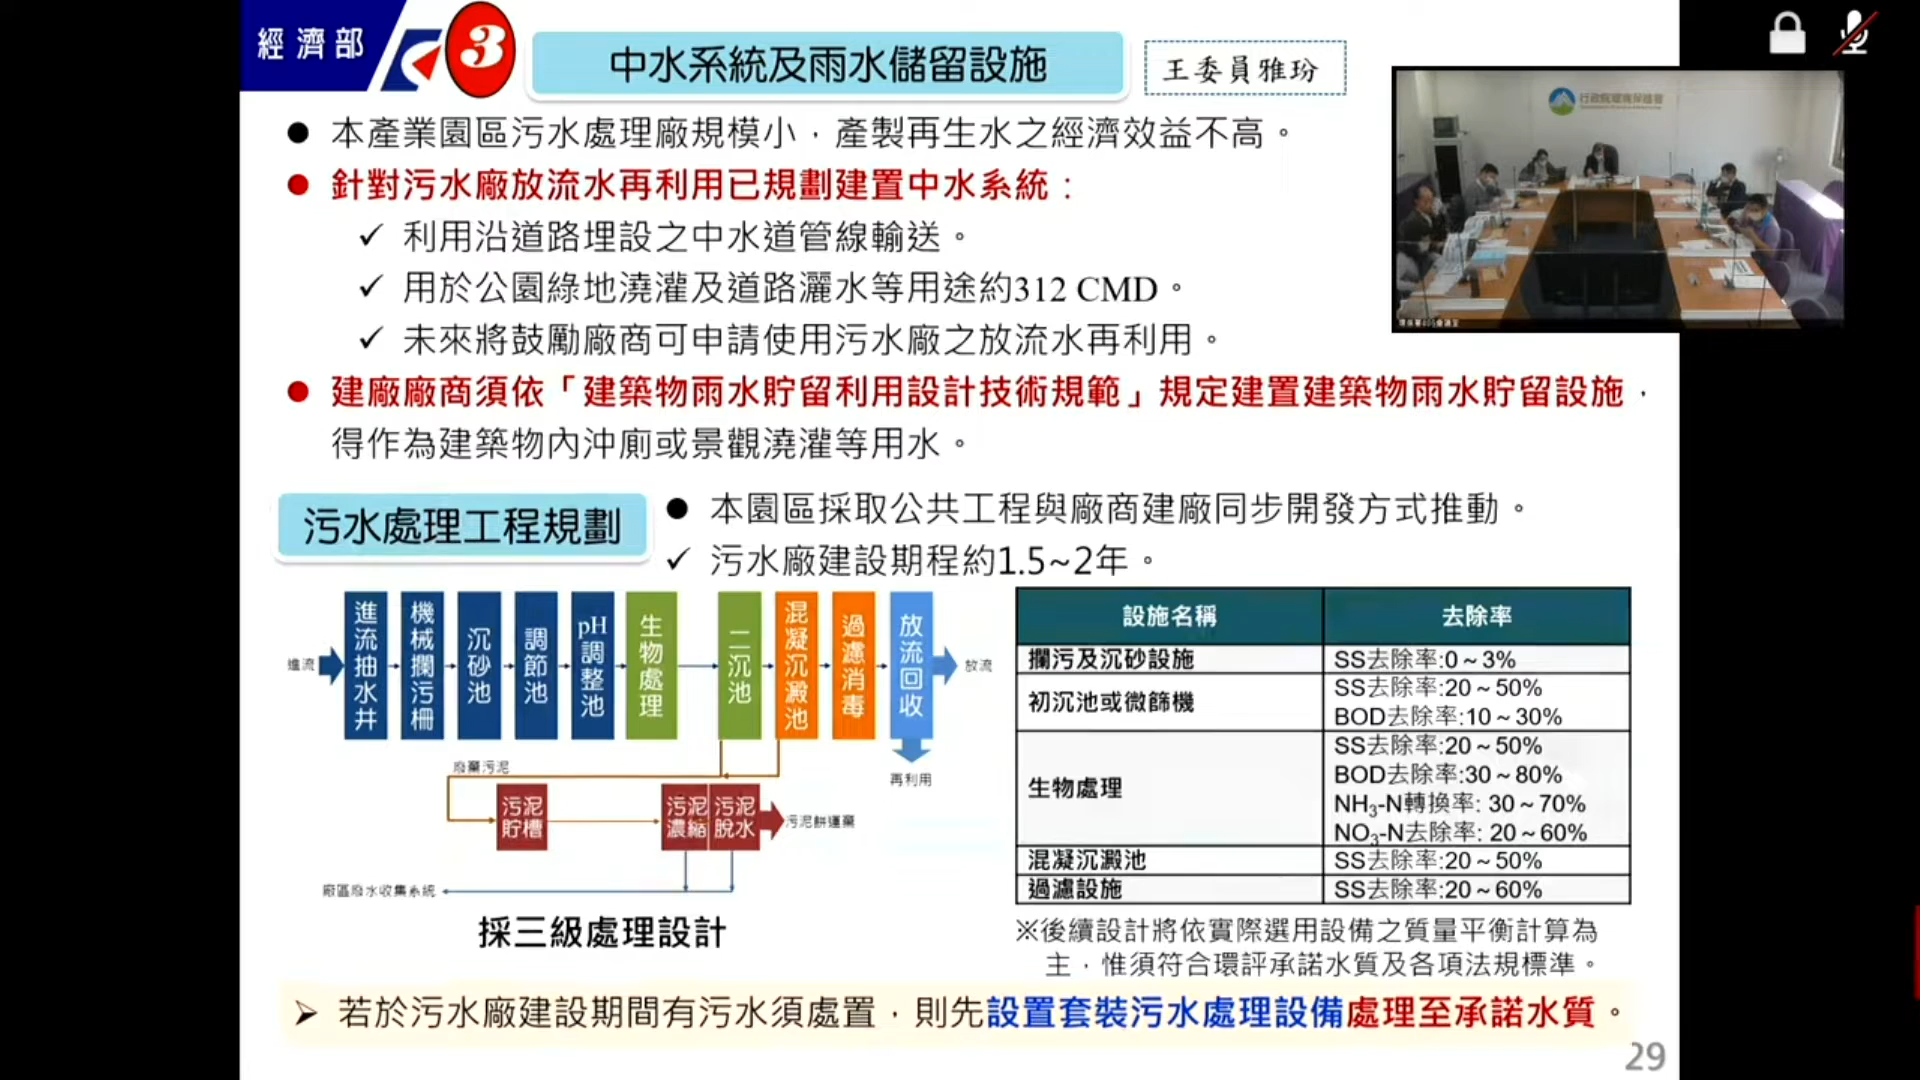 經濟部
3
中水系統及雨水儲留設施
王委員雅玢
行政院環境保護署
● 本產業園區污水處理廠規模小，產製再生水之經濟效益不高。
● 針對污水廠放流水再利用已規劃建置中水系統：
✓ 利用沿道路埋設之中水道管線輸送。
✓ 用於公園綠地澆灌及道路灑水等用途約312 CMD。
✓ 未來將鼓勵廠商可申請使用污水廠之放流水再利用。
● 建廠廠商須依「建築物雨水貯留利用設計技術規範」規定建置建築物雨水貯留設施，
得作為建築物內沖廁或景觀澆灌等用水。
污水處理工程規劃
● 本園區採取公共工程與廠商建廠同步開發方式推動。
✓ 污水廠建設期程約1.5~2年。
進流
進流抽水井
機械攔污柵
沉砂池
調節池
pH調整池
生物處理
二沉池
混凝沉澱池
過濾消毒
放流回收
放流
再利用
廢棄污泥
污泥貯槽
污泥濃縮
污泥脫水
污泥餅運棄
廠區廢水收集系統
採三級處理設計
設施名稱 去除率
攔污及沉砂設施 SS去除率:0～3%
初沉池或微篩機 SS去除率:20～50%
BOD去除率:10～30%
生物處理 SS去除率:20～50%
BOD去除率:30～80%
NH3-N轉換率: 30～70%
NO3-N去除率: 20～60%
混凝沉澱池 SS去除率:20～50%
過濾設施 SS去除率:20～60%
※後續設計將依實際選用設備之質量平衡計算為
主，惟須符合環評承諾水質及各項法規標準。
➢ 若於污水廠建設期間有污水須處置，則先設置套裝污水處理設備處理至承諾水質。
29